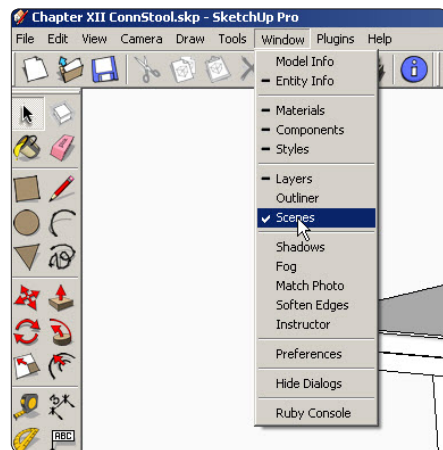 Chapter XII ConnStool.skp - SketchUp Pro
File Edit View Camera Draw Tools Window Plugins Help
Model Info
Entity Info
Materials
Components
Styles
Layers
Outliner
Scenes
Shadows
Fog
Match Photo
Soften Edges
Instructor
Preferences
Hide Dialogs
Ruby Console
ABC